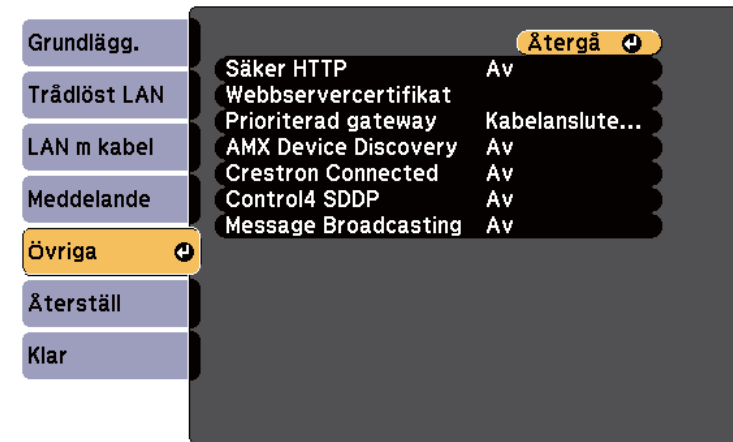 Grundlägg.
Trådlöst LAN
LAN m kabel
Meddelande
Övriga
Återställ
Klar
Återgå
Säker HTTP Av
Webbservercertifikat
Prioriterad gateway Kabelanslute...
AMX Device Discovery Av
Crestron Connected Av
Control4 SDDP Av
Message Broadcasting Av